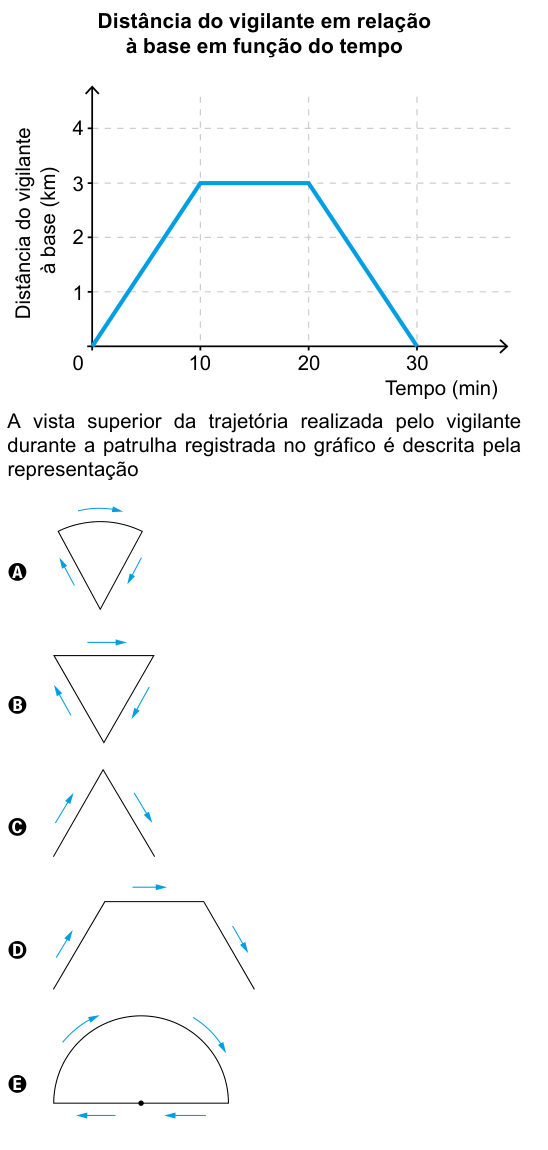 Distância do vigilante em relação
à base em função do tempo
Distância do vigilante
à base (km)
4
3
2
1
0
10
20
30
Tempo (min)
A vista superior da trajetória realizada pelo vigilante
durante a patrulha registrada no gráfico é descrita pela
representação
A
B
C
D
E